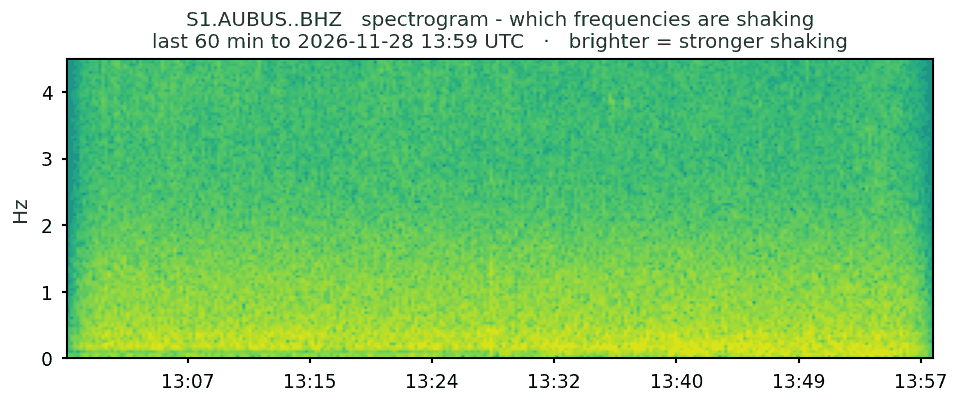 S1.AUBUS..BHZ   spectrogram - which frequencies are shaking
last 60 min to 2026-11-28 13:59 UTC   ·   brighter = stronger shaking
4
3
2
1
0
Hz
13:07 13:15 13:24 13:32 13:40 13:49 13:57